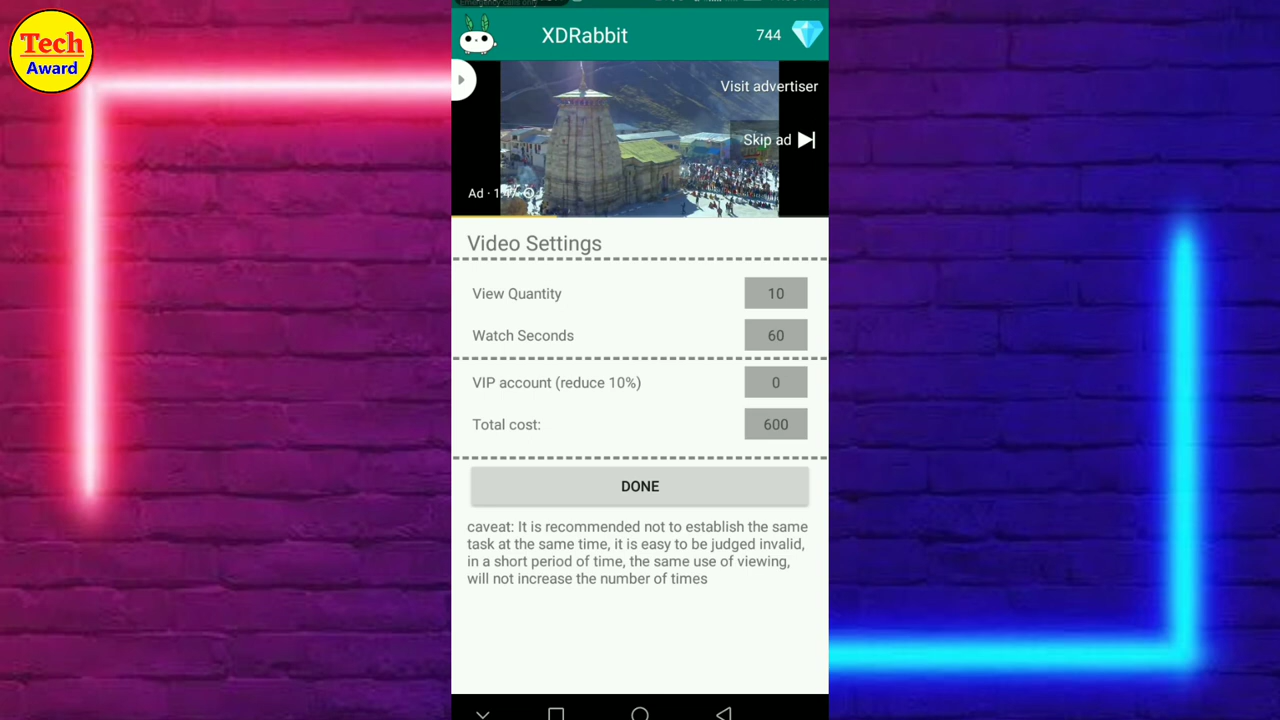 Tech
Award
XDRabbit
744
Visit advertiser
Skip ad
Ad ·
Video Settings
View Quantity 10
Watch Seconds 60
VIP account (reduce 10%) 0
Total cost: 600
DONE
caveat: It is recommended not to establish the same
task at the same time, it is easy to be judged invalid,
in a short period of time, the same use of viewing,
will not increase the number of times